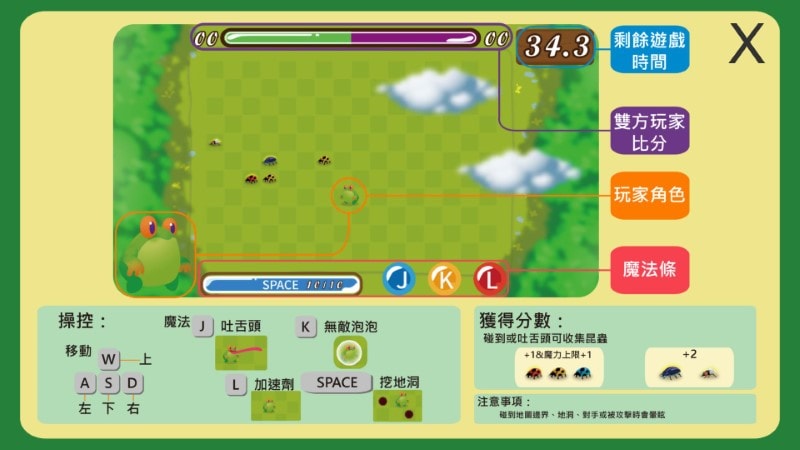 00
00
34.3
X
剩餘遊戲
時間
雙方玩家
比分
玩家角色
魔法條
SPACE 10/10
J
K
L
操控：
移動
W
上
A
S
D
左
下
右
魔法
J
吐舌頭
K
無敵泡泡
L
加速劑
SPACE
挖地洞
獲得分數：
碰到或吐舌頭可收集昆蟲
+1&魔力上限+1
+2
注意事項：
碰到地圖邊界、地洞、對手或被攻擊時會暈眩